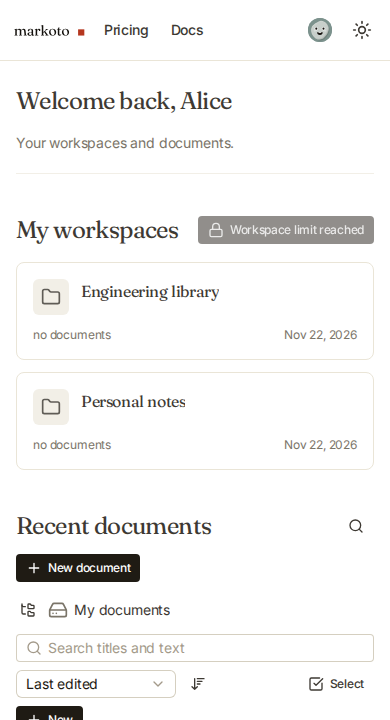 markoto Pricing Docs
Welcome back, Alice
Your workspaces and documents.
My workspaces Workspace limit reached
Engineering library
no documents Nov 22, 2026
Personal notes
no documents Nov 22, 2026
Recent documents
New document
My documents
Search titles and text
Last edited Select
New